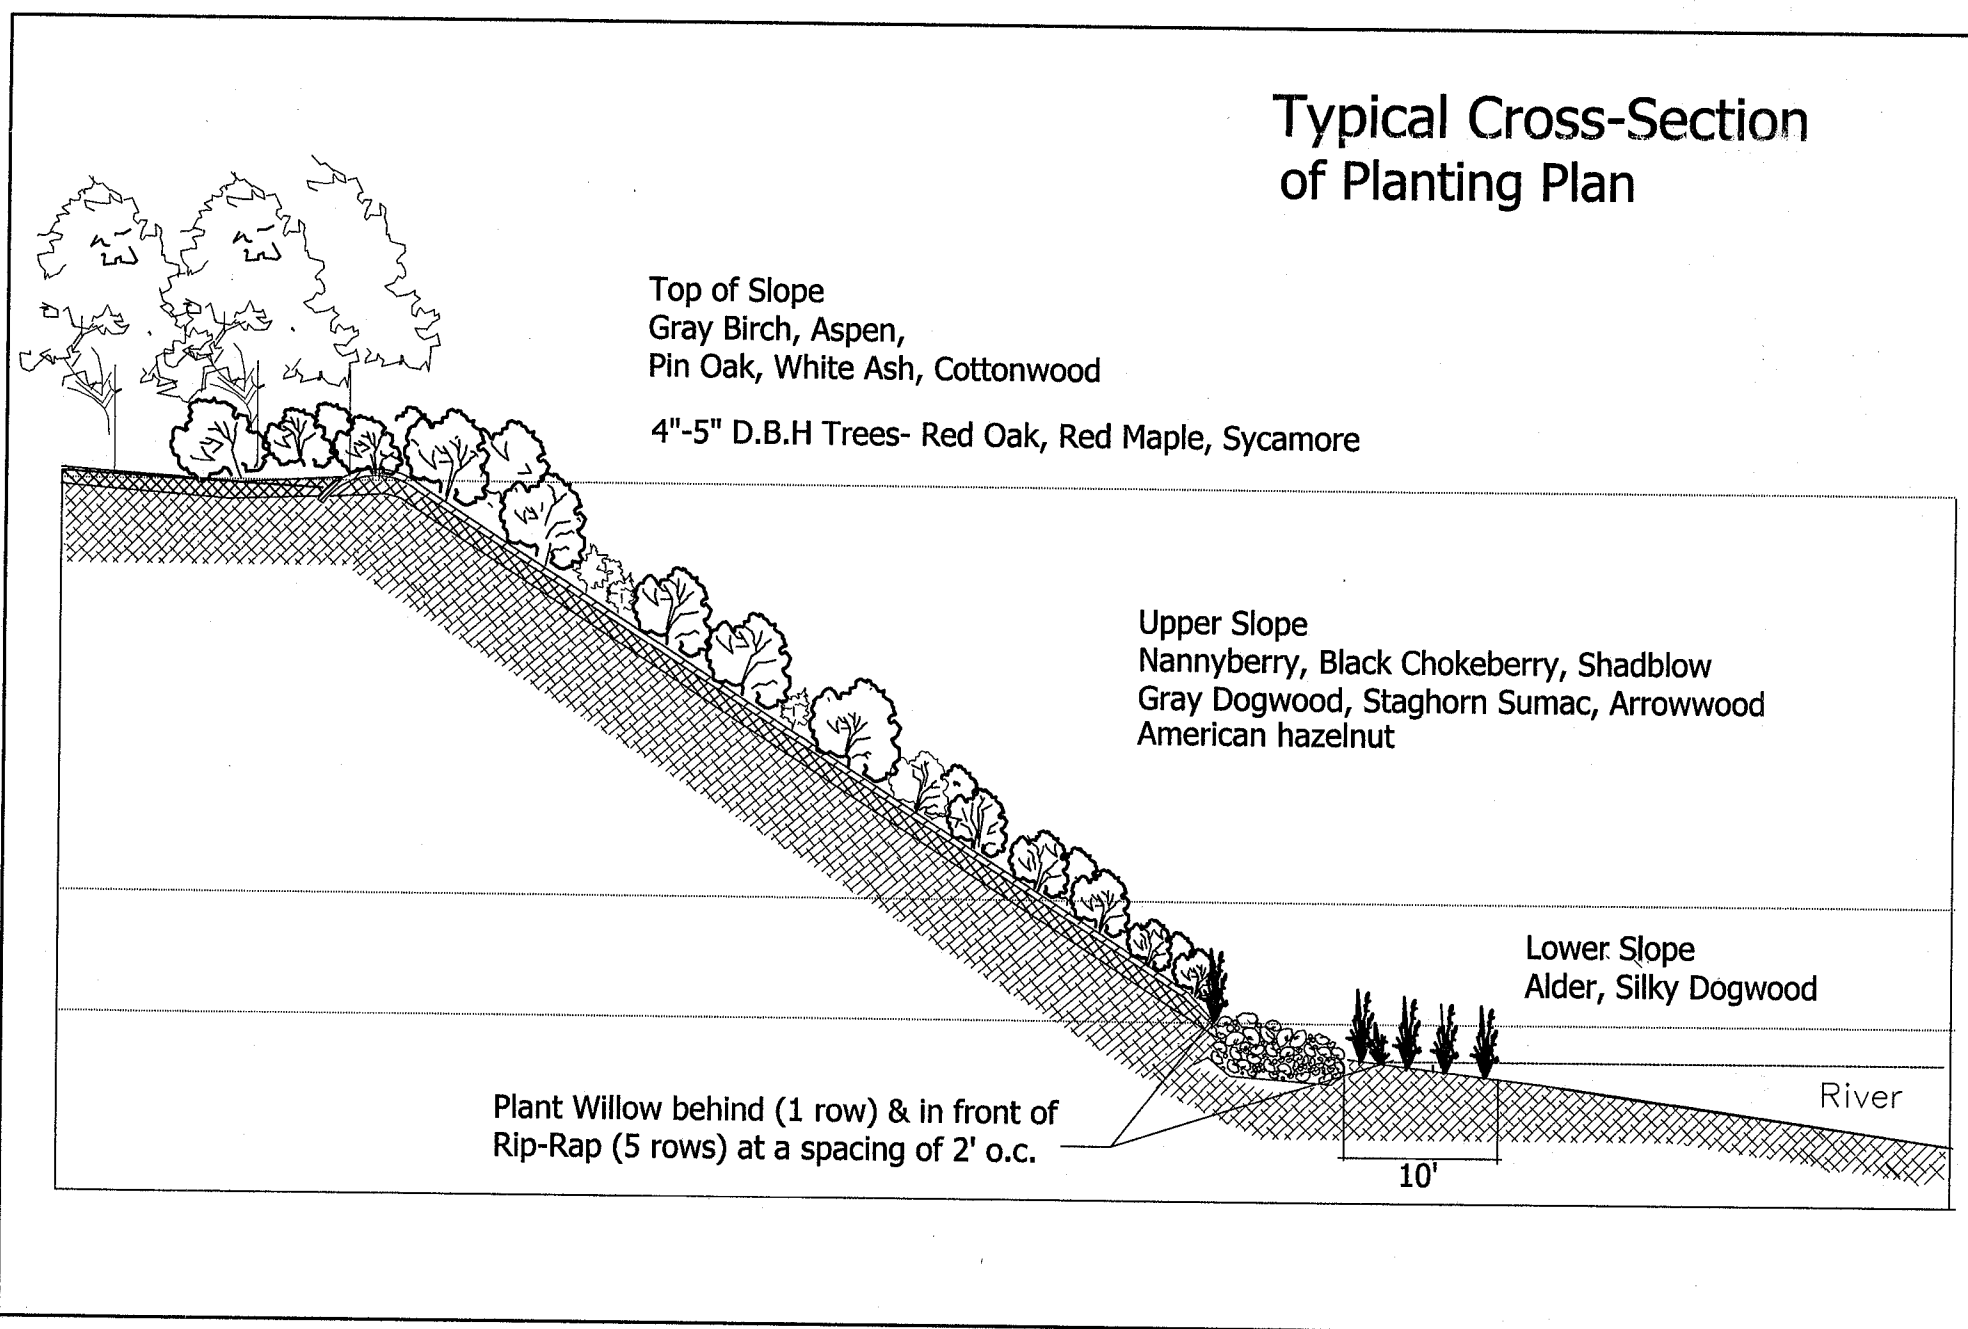 Typical Cross-Section
of Planting Plan
Top of Slope
Gray Birch, Aspen,
Pin Oak, White Ash, Cottonwood
4"-5" D.B.H Trees- Red Oak, Red Maple, Sycamore
Upper Slope
Nannyberry, Black Chokeberry, Shadblow
Gray Dogwood, Staghorn Sumac, Arrowwood
American hazelnut
Lower Slope
Alder, Silky Dogwood
River
Plant Willow behind (1 row) & in front of
Rip-Rap (5 rows) at a spacing of 2' o.c.
10'